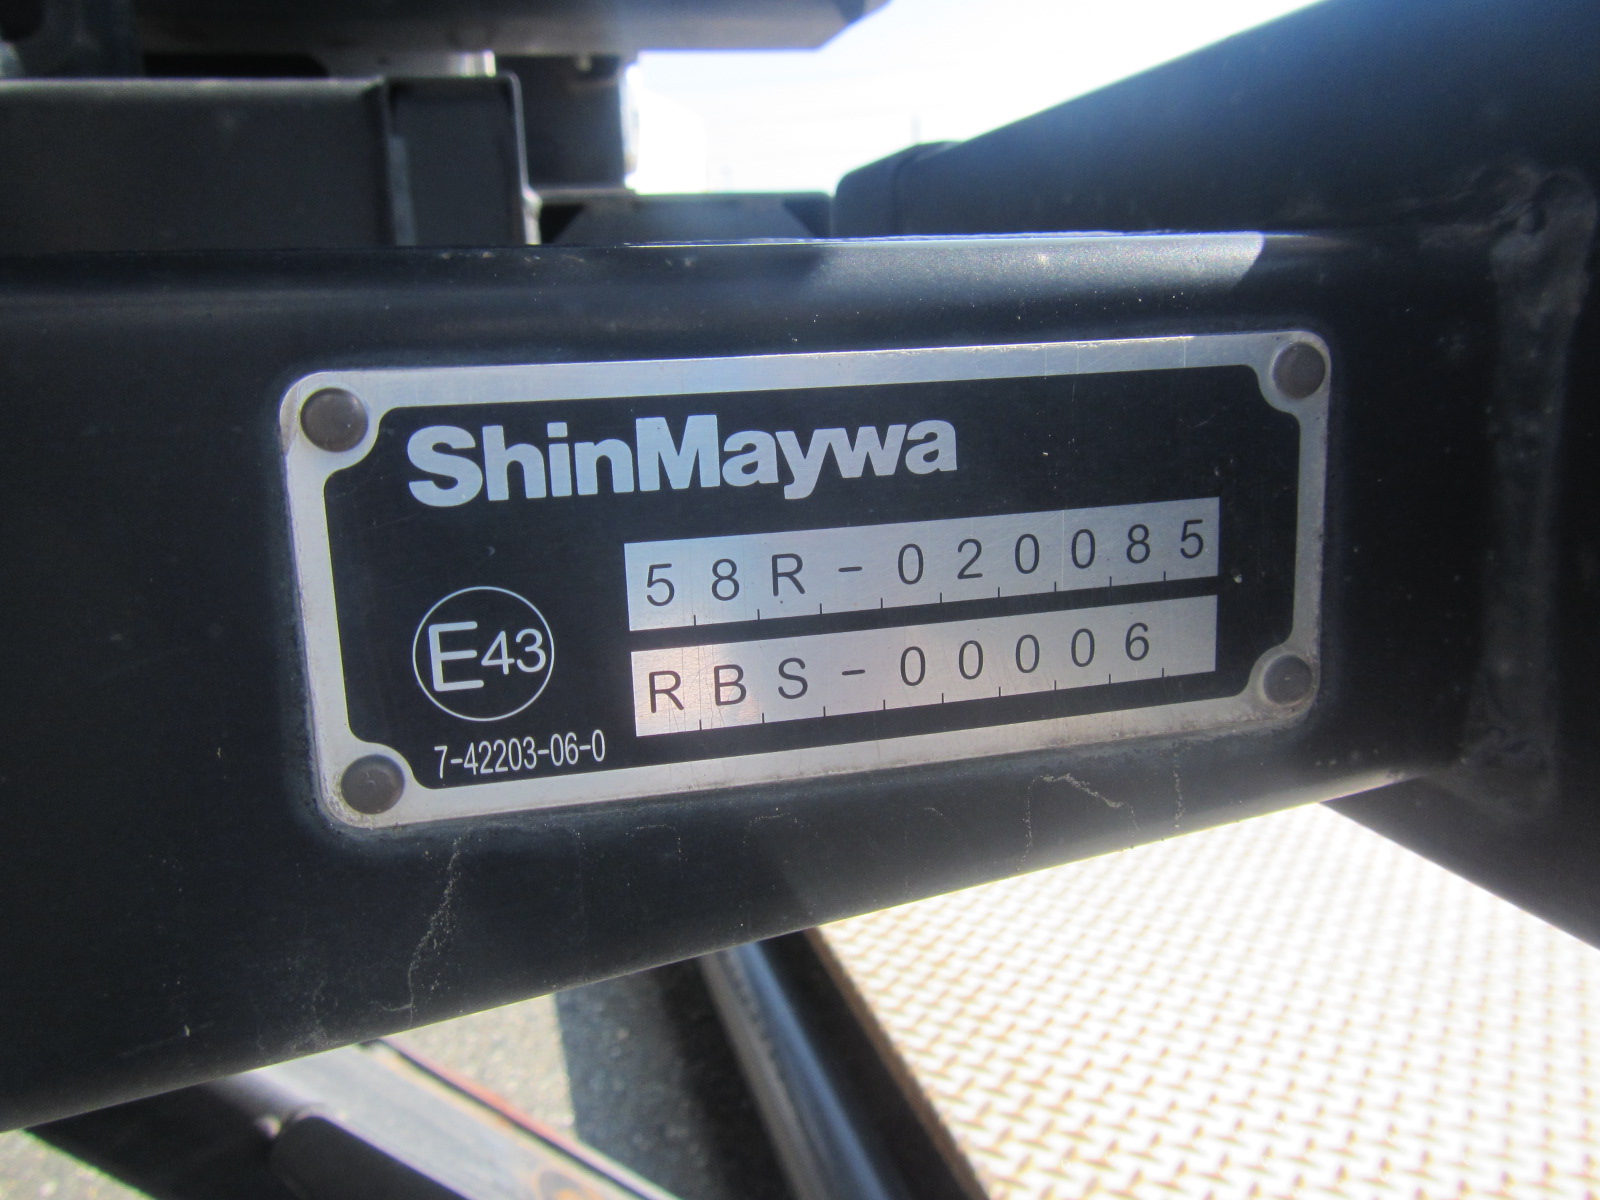 ShinMaywa
58R-020085
E43
RBS-00006
7-42203-06-0